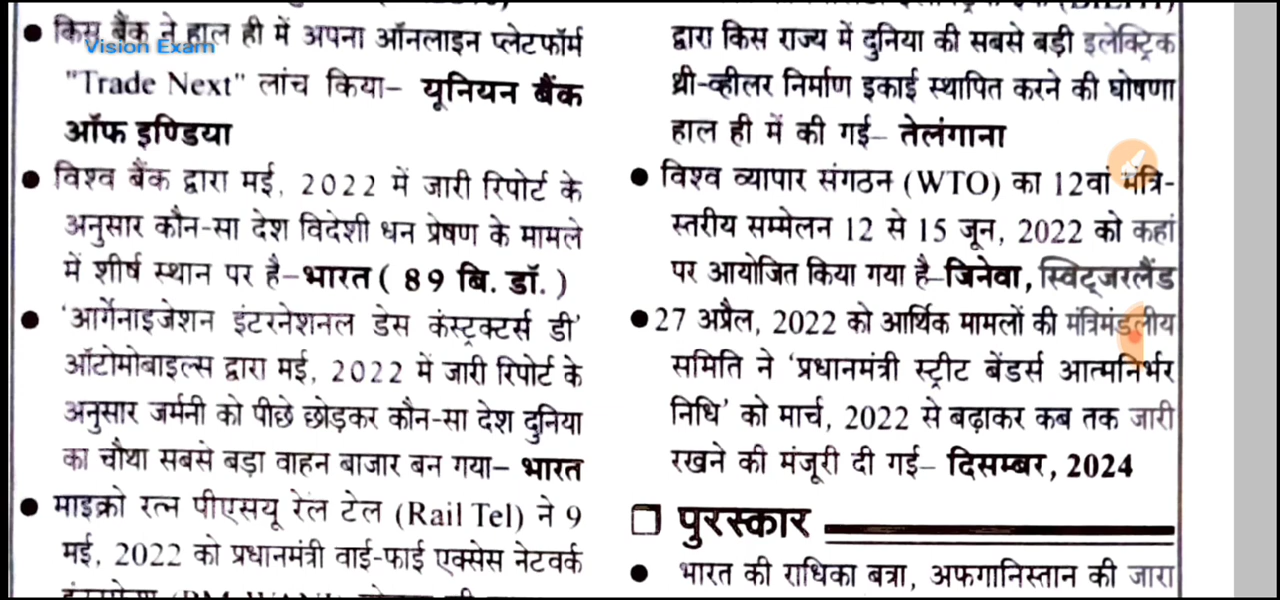 किस बैंक ने हाल ही में अपना ऑनलाइन प्लेटफॉर्म
Vision Exam
"Trade Next" लांच किया– यूनियन बैंक
ऑफ इण्डिया
विश्व बैंक द्वारा मई, 2022 में जारी रिपोर्ट के
अनुसार कौन-सा देश विदेशी धन प्रेषण के मामले
में शीर्ष स्थान पर है–भारत ( 89 बि. डॉ. )
'आर्गेनाइजेशन इंटरनेशनल डेस कंस्ट्रक्टर्स डी'
ऑटोमोबाइल्स द्वारा मई, 2022 में जारी रिपोर्ट के
अनुसार जर्मनी को पीछे छोड़कर कौन-सा देश दुनिया
का चौथा सबसे बड़ा वाहन बाजार बन गया– भारत
माइक्रो रत्न पीएसयू रेल टेल (Rail Tel) ने 9
मई, 2022 को प्रधानमंत्री वाई-फाई एक्सेस नेटवर्क
द्वारा किस राज्य में दुनिया की सबसे बड़ी इलेक्ट्रिक
थ्री-व्हीलर निर्माण इकाई स्थापित करने की घोषणा
हाल ही में की गई– तेलंगाना
विश्व व्यापार संगठन (WTO) का 12वां मंत्रि-
स्तरीय सम्मेलन 12 से 15 जून, 2022 को कहां
पर आयोजित किया गया है–जिनेवा, स्विट्जरलैंड
27 अप्रैल, 2022 को आर्थिक मामलों की मंत्रिमंडलीय
समिति ने 'प्रधानमंत्री स्ट्रीट बेंडर्स आत्मनिर्भर
निधि' को मार्च, 2022 से बढ़ाकर कब तक जारी
रखने की मंजूरी दी गई– दिसम्बर, 2024
पुरस्कार
भारत की राधिका बत्रा, अफगानिस्तान की जारा